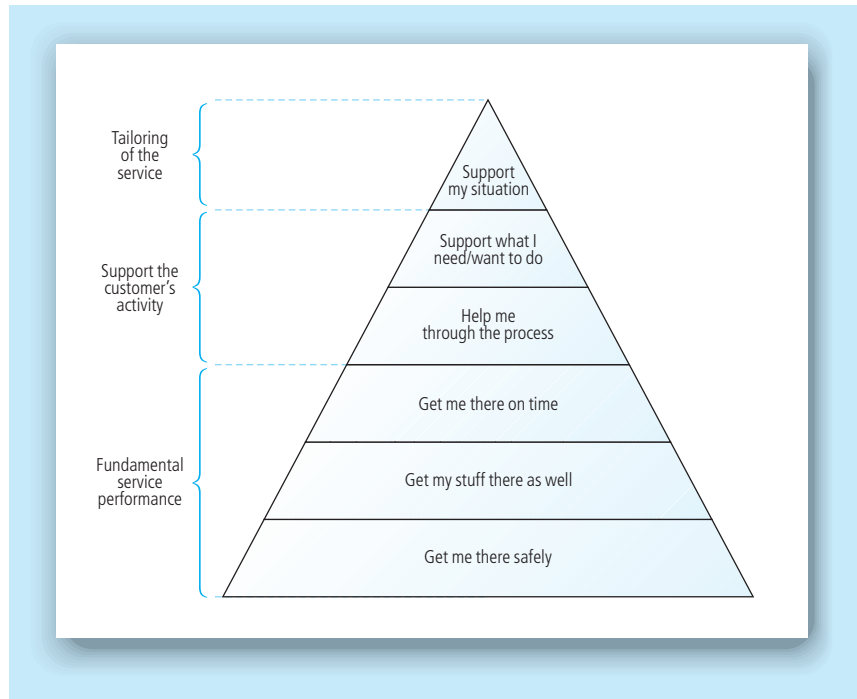 Tailoring
of the
service
Support
my situation
Support the
customer's
activity
Support what I
need/want to do
Help me
through the process
Fundamental
service
performance
Get me there on time
Get my stuff there as well
Get me there safely